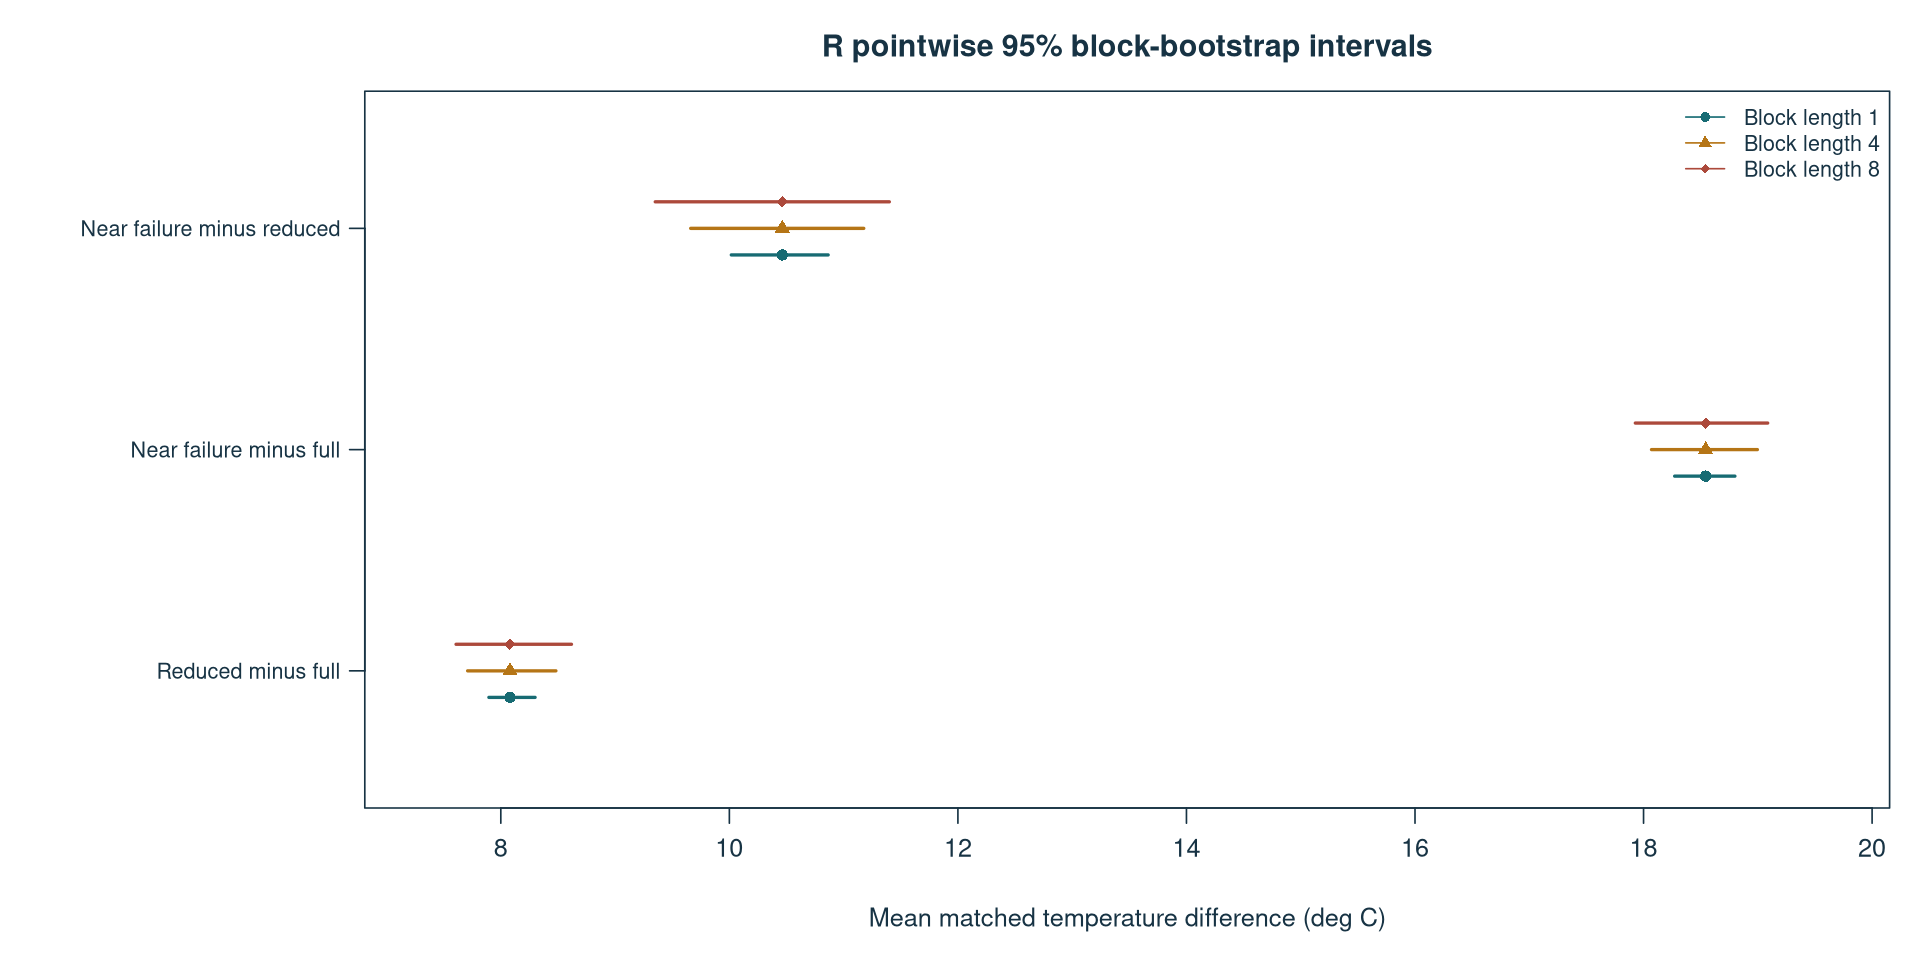 R pointwise 95% block-bootstrap intervals
Block length 1
Block length 4
Block length 8
Near failure minus reduced
Near failure minus full
Reduced minus full
8 10 12 14 16 18 20
Mean matched temperature difference (deg C)